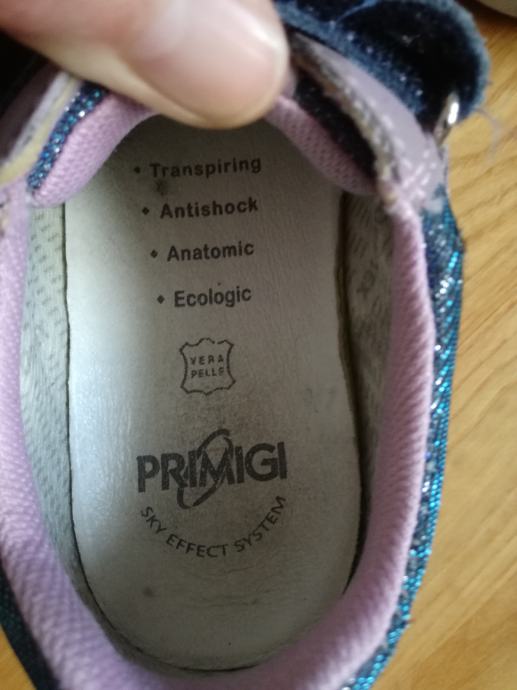 • Transpiring
• Antishock
• Anatomic
• Ecologic
VERA
PELLE
PRIMIGI
SKY EFFECT SYSTEM